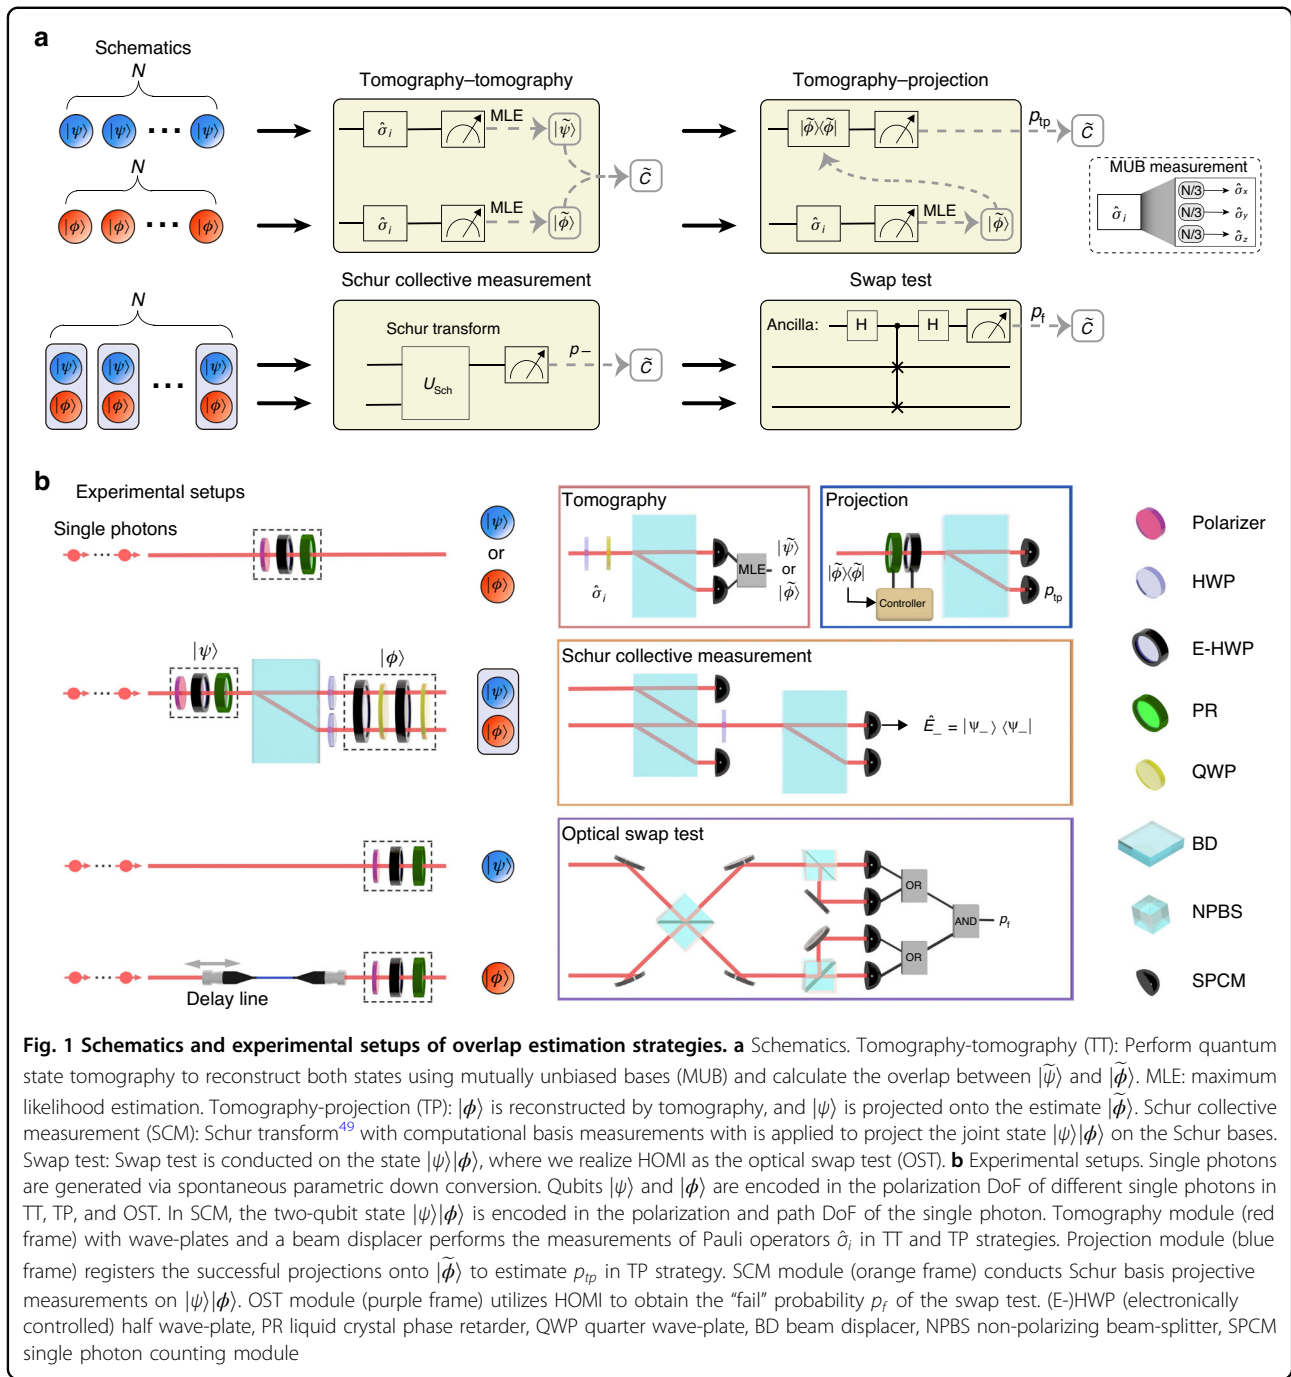 a
Schematics
N
|ψ⟩ |ψ⟩ ··· |ψ⟩
N
|ϕ⟩ |ϕ⟩ ··· |ϕ⟩
Tomography–tomography
σ̂ᵢ MLE |ψ̃⟩
C̃
σ̂ᵢ MLE |ϕ̃⟩
Tomography–projection
|ϕ̃⟩⟨ϕ̃| p_tp C̃
σ̂ᵢ MLE |ϕ̃⟩
MUB measurement
σ̂ᵢ
N/3 σ̂ₓ
N/3 σ̂_y
N/3 σ̂_z
N
|ψ⟩ |ψ⟩ ··· |ψ⟩
|ϕ⟩ |ϕ⟩ |ϕ⟩
Schur collective measurement
Schur transform
U_Sch p− C̃
Swap test
Ancilla: H H p_f C̃
b
Experimental setups
Single photons
|ψ⟩
or
|ϕ⟩
Tomography
σ̂ᵢ
MLE
|ψ̃⟩
or
|ϕ̃⟩
Projection
|ϕ̃⟩⟨ϕ̃|
Controller
p_tp
|ψ⟩ |ϕ⟩
|ψ⟩
|ϕ⟩
Schur collective measurement
Ê_− = |Ψ_−⟩ ⟨Ψ_−|
|ψ⟩
Delay line
|ϕ⟩
Optical swap test
OR
AND p_f
OR
Polarizer
HWP
E-HWP
PR
QWP
BD
NPBS
SPCM
Fig. 1 Schematics and experimental setups of overlap estimation strategies. a Schematics. Tomography-tomography (TT): Perform quantum
state tomography to reconstruct both states using mutually unbiased bases (MUB) and calculate the overlap between |ψ̃⟩ and |ϕ̃⟩. MLE: maximum
likelihood estimation. Tomography-projection (TP): |ϕ⟩ is reconstructed by tomography, and |ψ⟩ is projected onto the estimate |ϕ̃⟩. Schur collective
measurement (SCM): Schur transform⁴⁹ with computational basis measurements with is applied to project the joint state |ψ⟩|ϕ⟩ on the Schur bases.
Swap test: Swap test is conducted on the state |ψ⟩|ϕ⟩, where we realize HOMI as the optical swap test (OST). b Experimental setups. Single photons
are generated via spontaneous parametric down conversion. Qubits |ψ⟩ and |ϕ⟩ are encoded in the polarization DoF of different single photons in
TT, TP, and OST. In SCM, the two-qubit state |ψ⟩|ϕ⟩ is encoded in the polarization and path DoF of the single photon. Tomography module (red
frame) with wave-plates and a beam displacer performs the measurements of Pauli operators σ̂ᵢ in TT and TP strategies. Projection module (blue
frame) registers the successful projections onto |ϕ̃⟩ to estimate p_tp in TP strategy. SCM module (orange frame) conducts Schur basis projective
measurements on |ψ⟩|ϕ⟩. OST module (purple frame) utilizes HOMI to obtain the “fail” probability p_f of the swap test. (E-)HWP (electronically
controlled) half wave-plate, PR liquid crystal phase retarder, QWP quarter wave-plate, BD beam displacer, NPBS non-polarizing beam-splitter, SPCM
single photon counting module